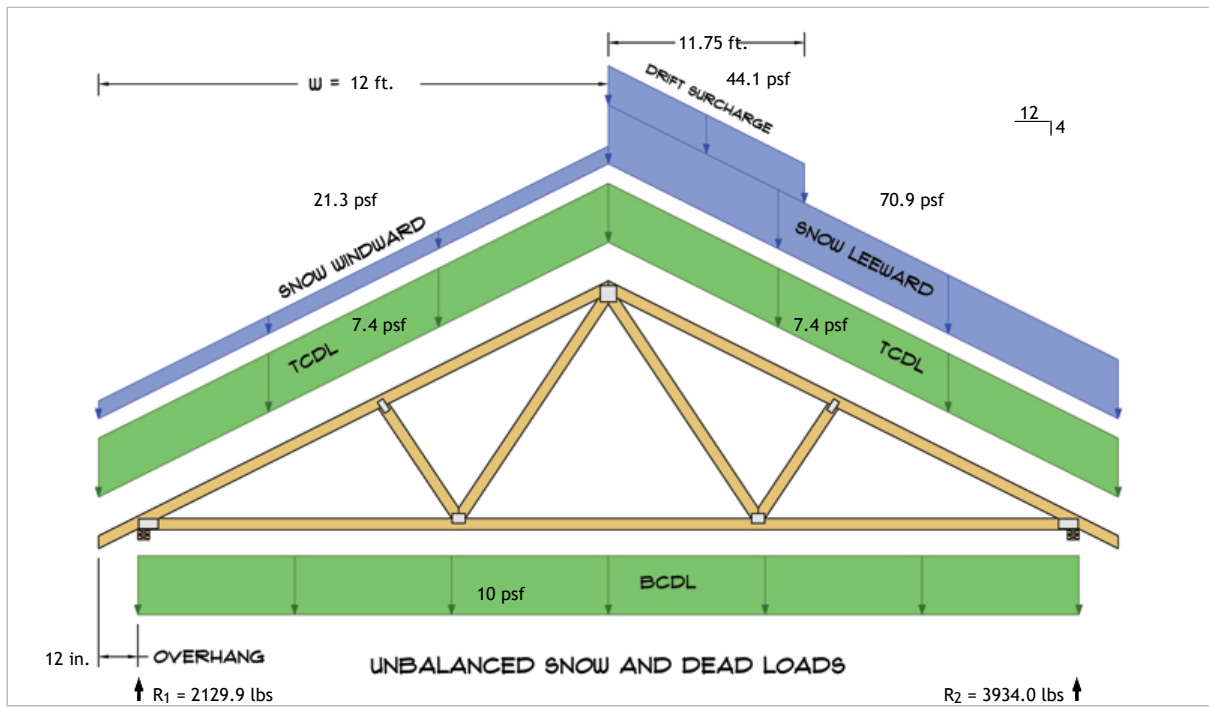 11.75 ft.
W = 12 ft.
DRIFT SURCHARGE
44.1 psf
12
4
21.3 psf
70.9 psf
SNOW WINDWARD
SNOW LEEWARD
7.4 psf
7.4 psf
TCDL
TCDL
10 psf
BCDL
12 in.
OVERHANG
UNBALANCED SNOW AND DEAD LOADS
R1 = 2129.9 lbs
R2 = 3934.0 lbs